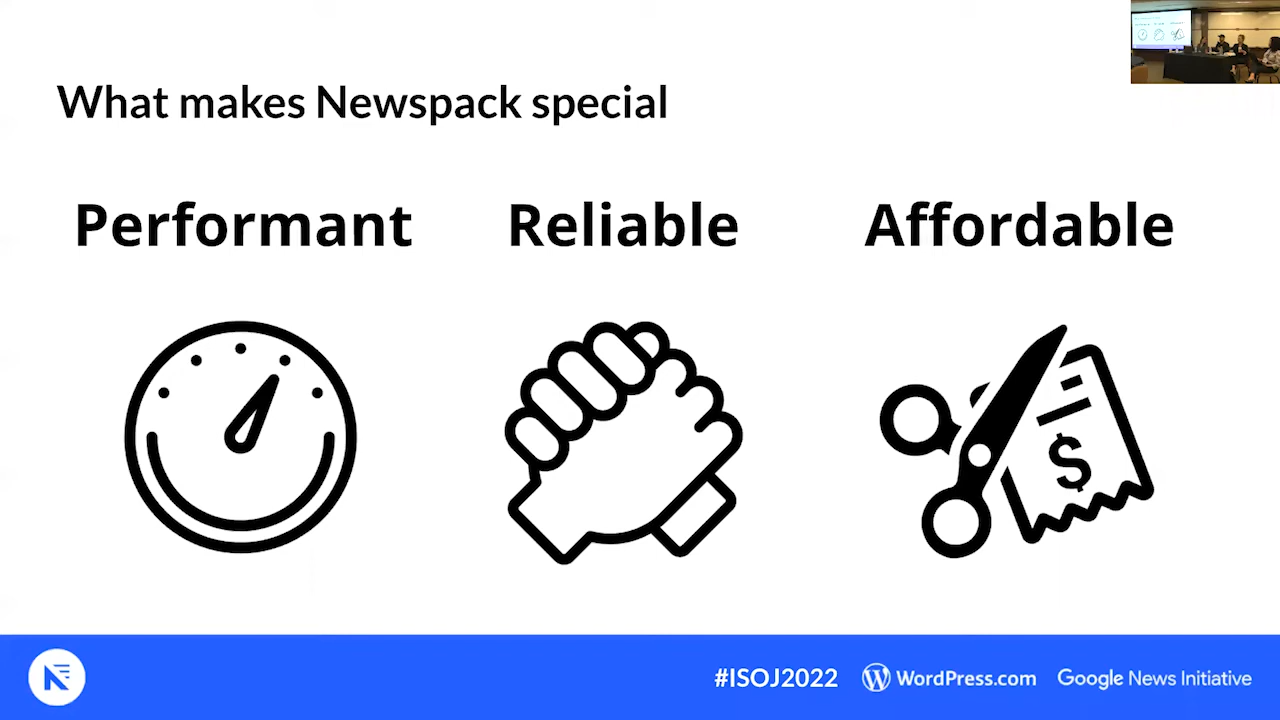 What makes Newspack special
Performant
Reliable
Affordable
$
#ISOJ2022
WordPress.com
Google News Initiative